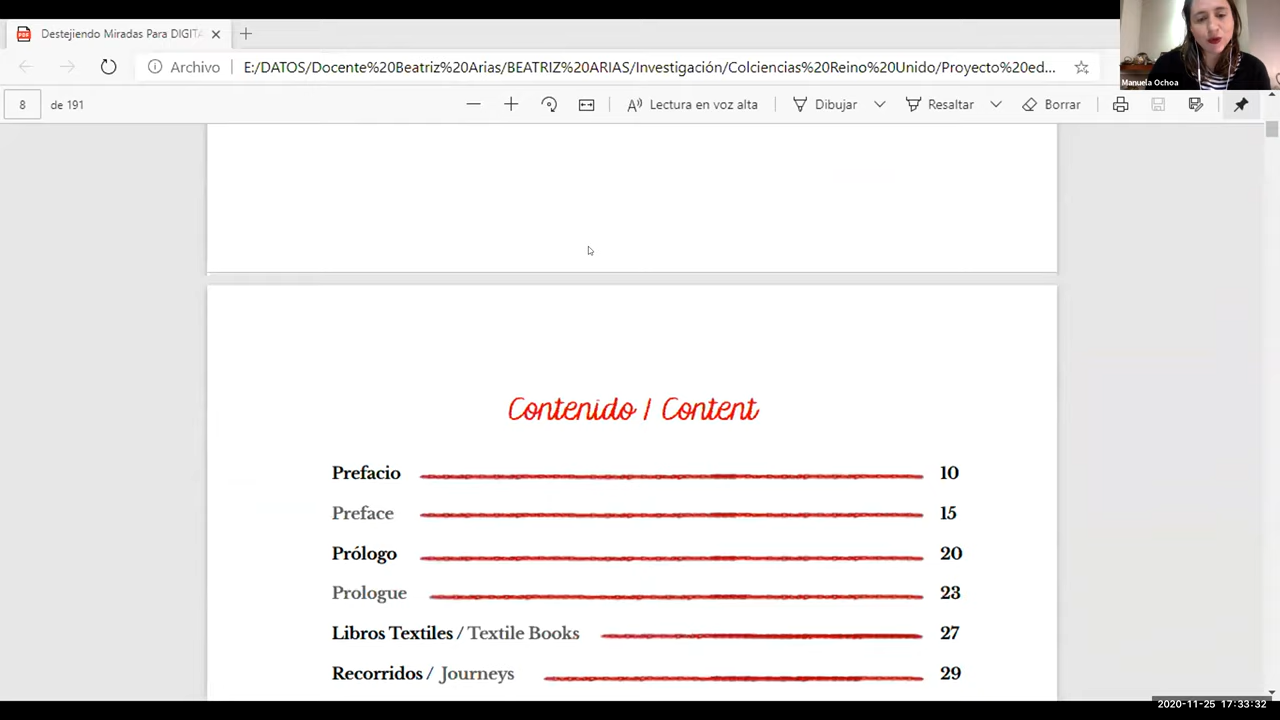 Destejiendo Miradas Para DIGITA
Archivo
E:/DATOS/Docente%20Beatriz%20Arias/BEATRIZ%20ARIAS/Investigación/Colciencias%20Reino%20Unido/Proyecto%20ed...
Manuela Ochoa
8 de 191
Lectura en voz alta
Dibujar
Resaltar
Borrar
Contenido / Content
Prefacio 10
Preface 15
Prólogo 20
Prologue 23
Libros Textiles / Textile Books 27
Recorridos / Journeys 29
2020-11-25 17:33:32